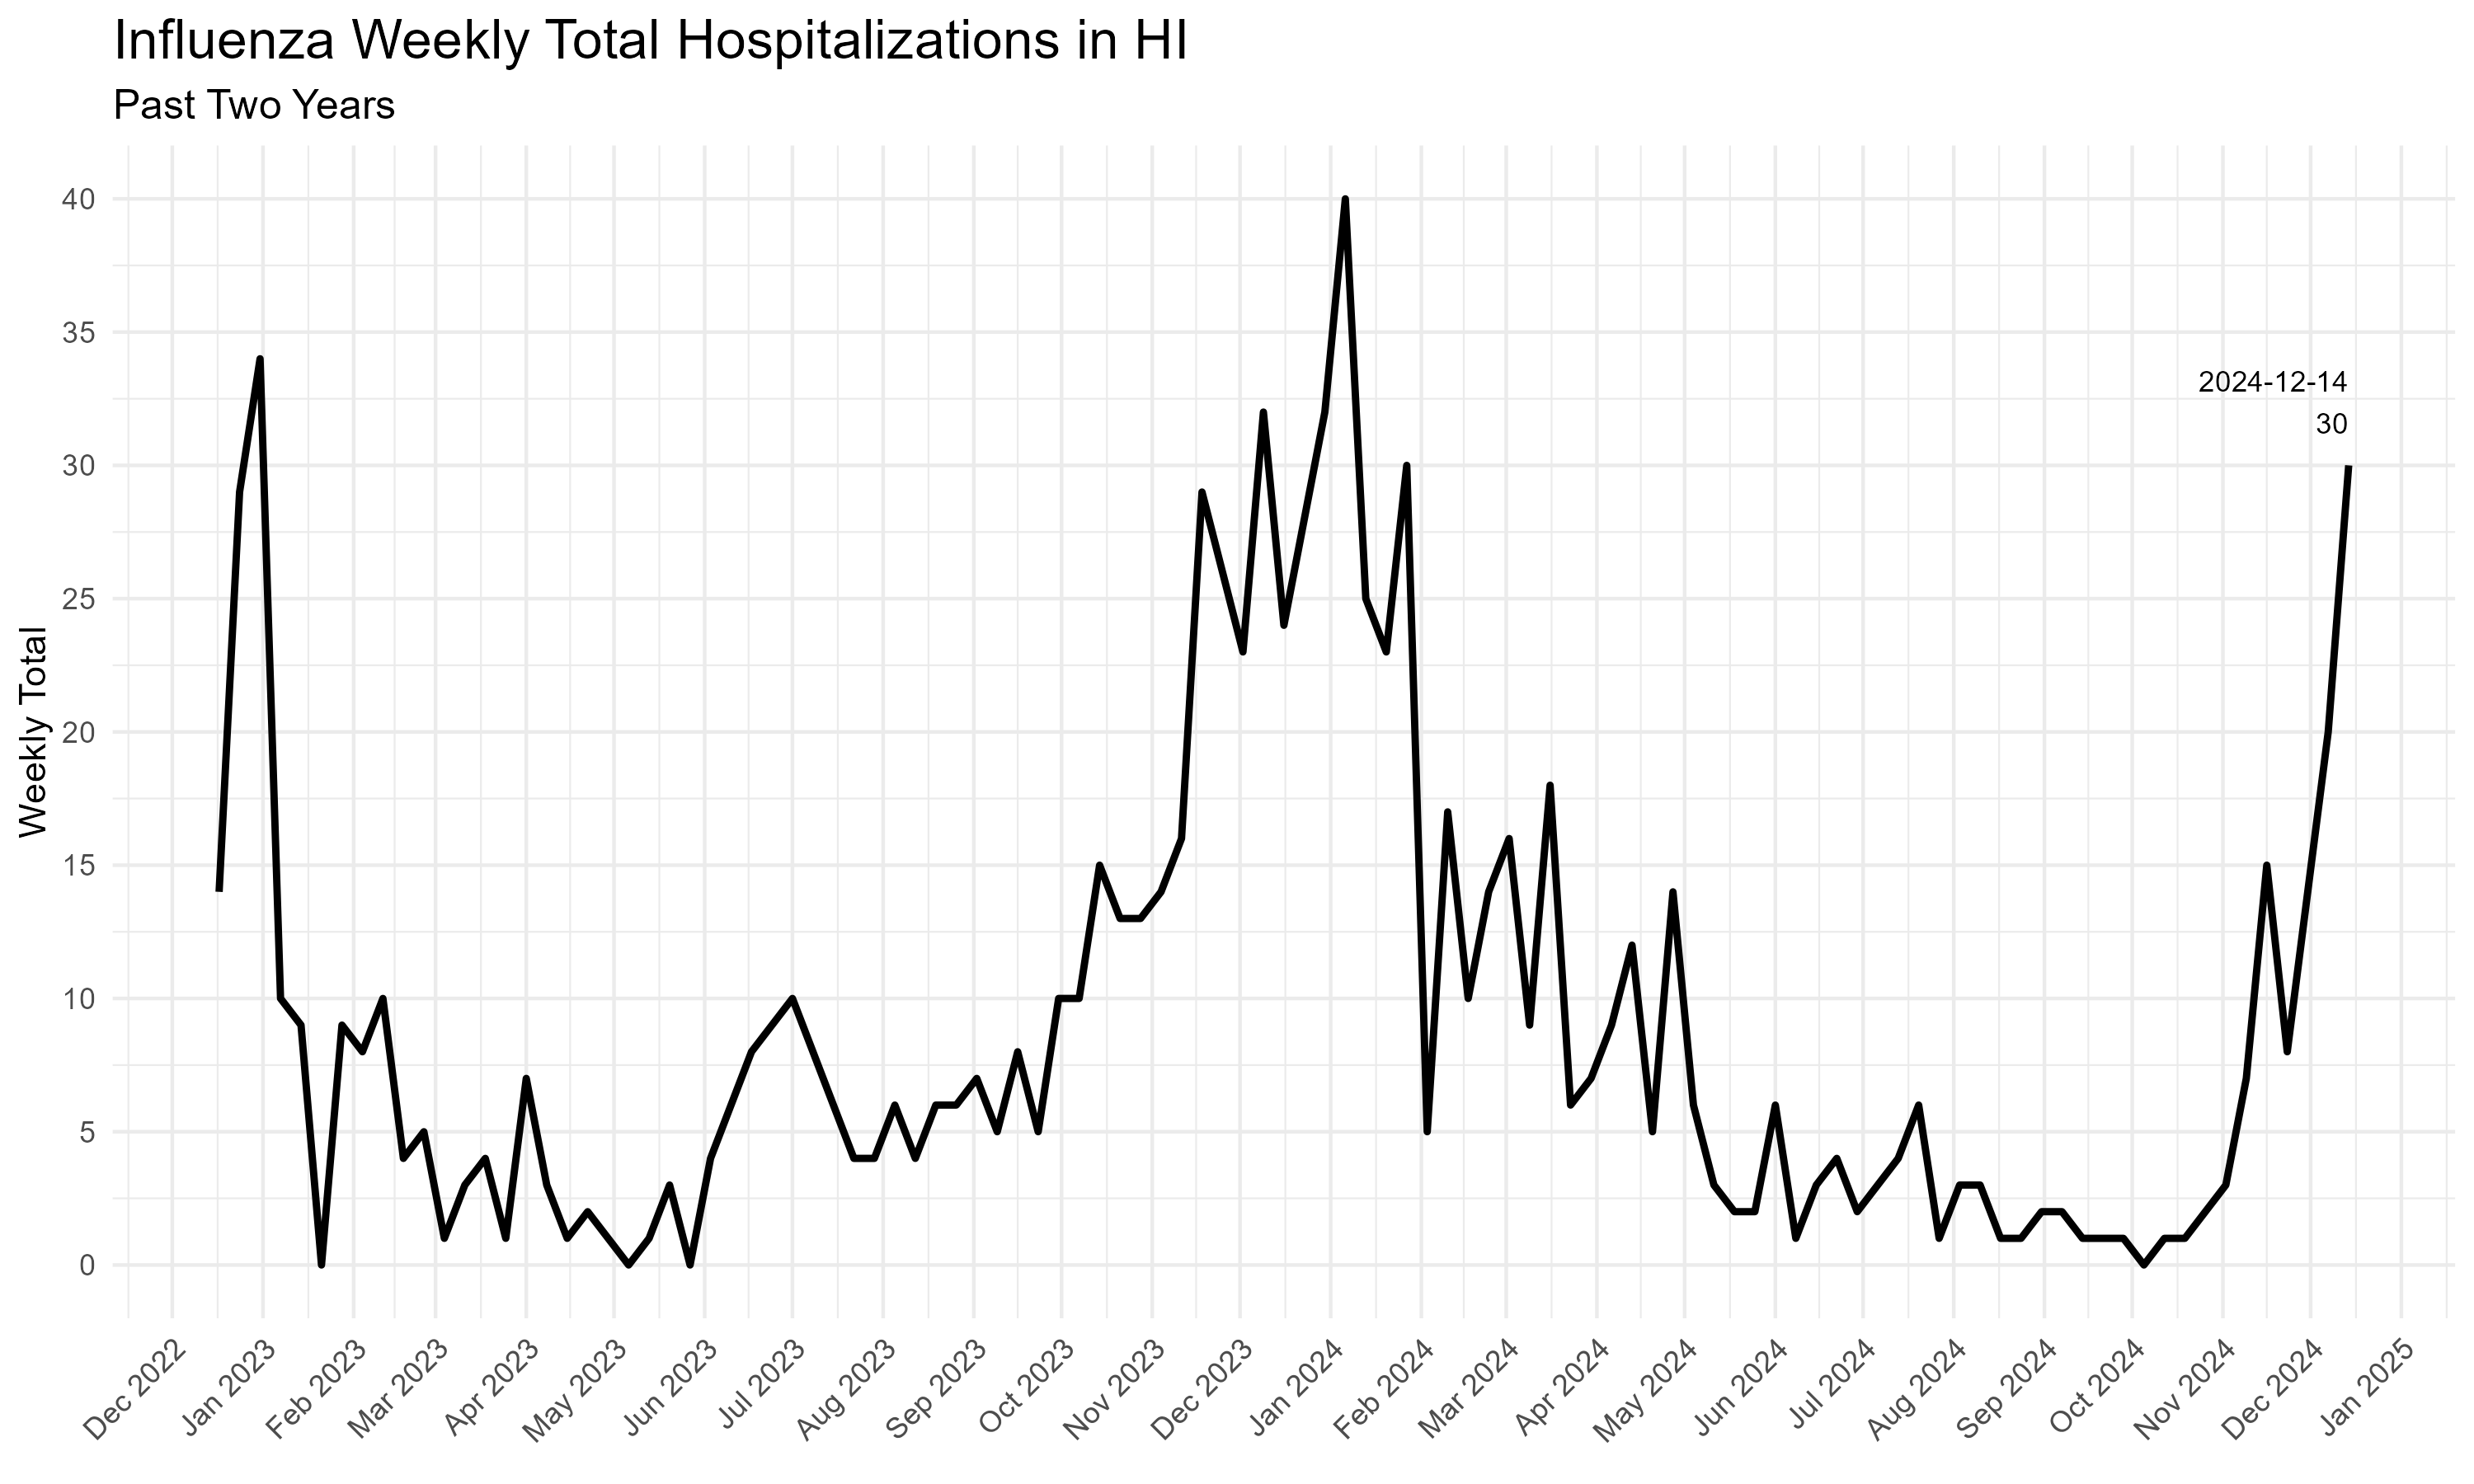 Influenza Weekly Total Hospitalizations in HI
Past Two Years
Weekly Total
40
35
30
25
20
15
10
5
0
2024-12-14
30
Dec 2022
Jan 2023
Feb 2023
Mar 2023
Apr 2023
May 2023
Jun 2023
Jul 2023
Aug 2023
Sep 2023
Oct 2023
Nov 2023
Dec 2023
Jan 2024
Feb 2024
Mar 2024
Apr 2024
May 2024
Jun 2024
Jul 2024
Aug 2024
Sep 2024
Oct 2024
Nov 2024
Dec 2024
Jan 2025